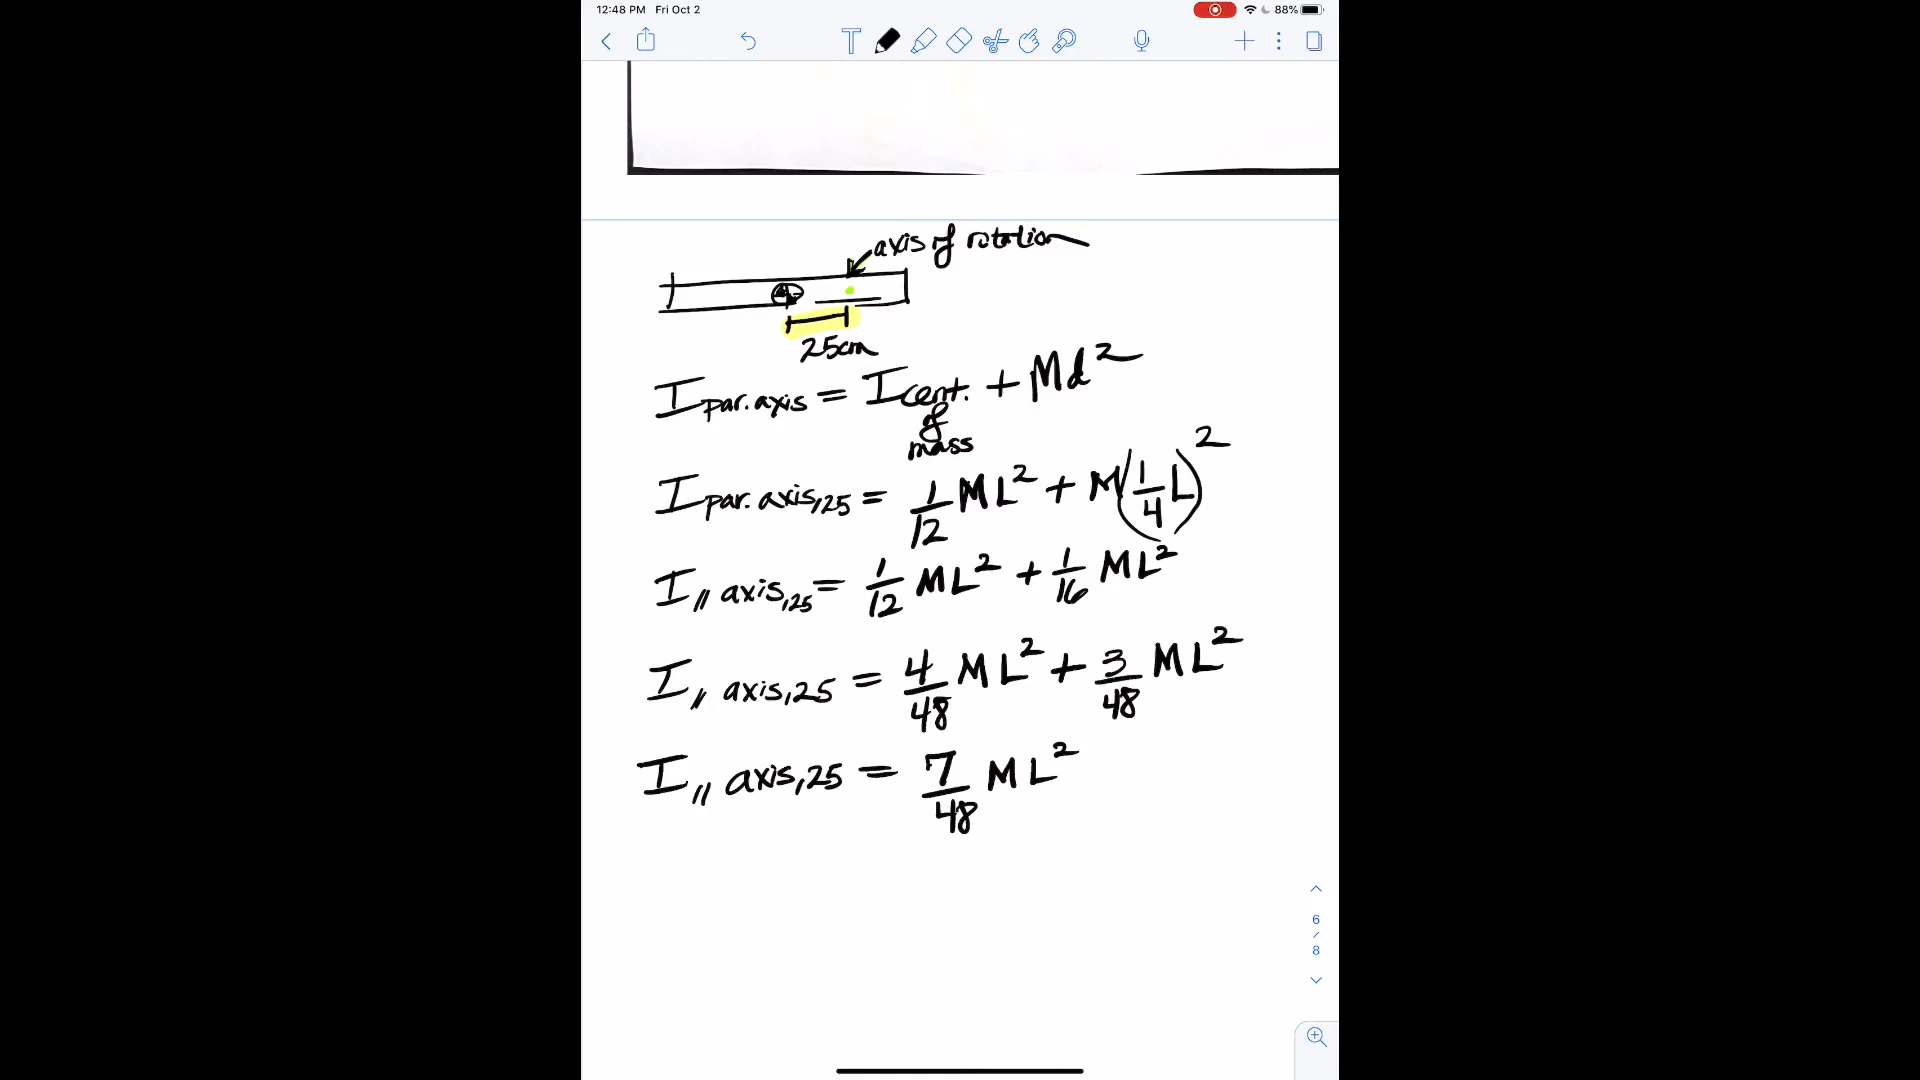 12:48 PM Fri Oct 2
88%
T
axis of rotation
25cm
I par. axis = I cent. of mass + Md²
I par. axis, 25 = 1/12 ML² + M(1/4 L)²
I // axis, 25 = 1/12 ML² + 1/16 ML²
I // axis, 25 = 4/48 ML² + 3/48 ML²
I // axis, 25 = 7/48 ML²
6
/
8